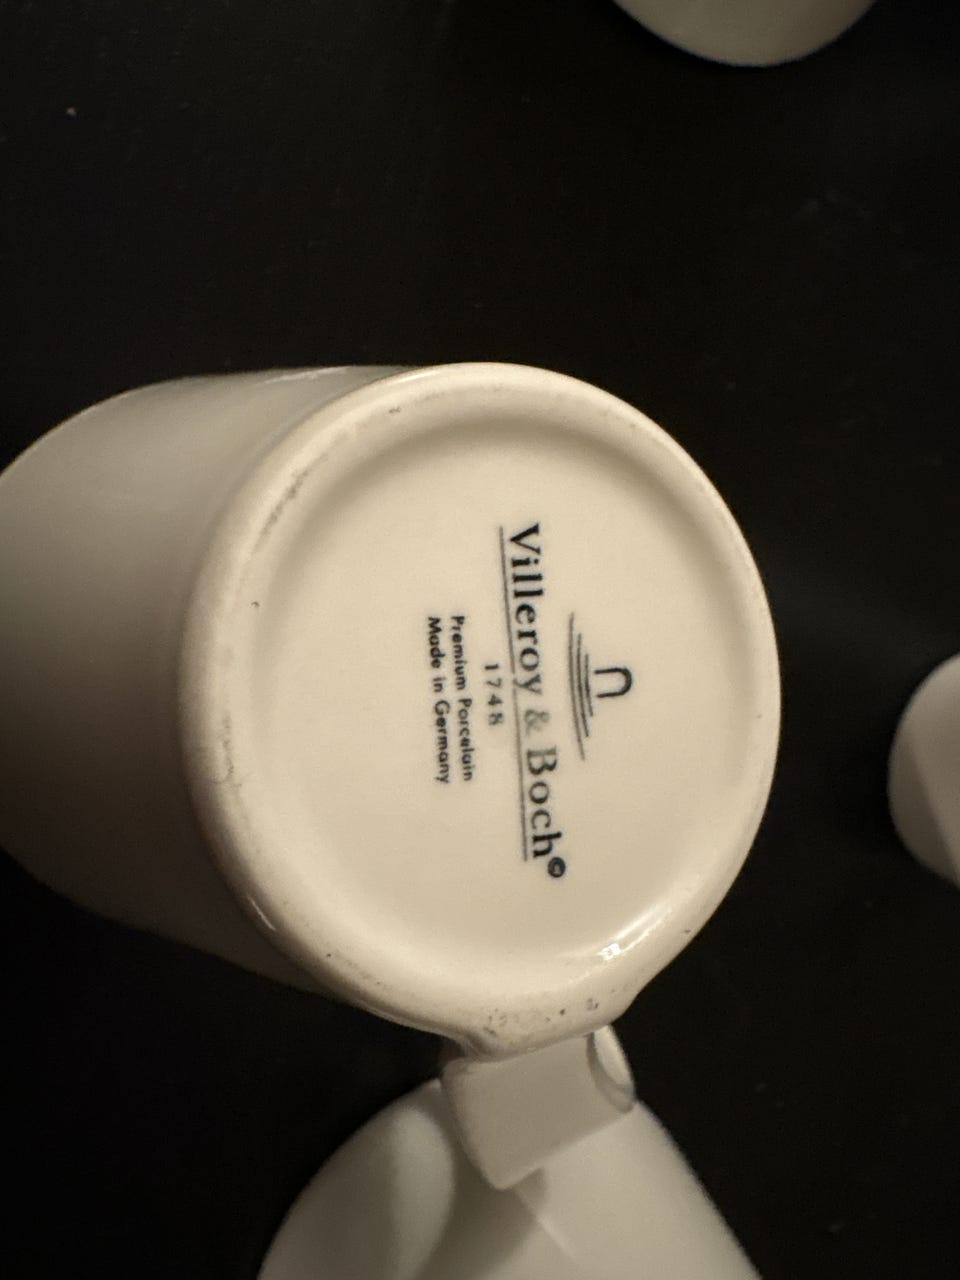 Villeroy & Boch©
1748
Premium Porcelain
Made in Germany